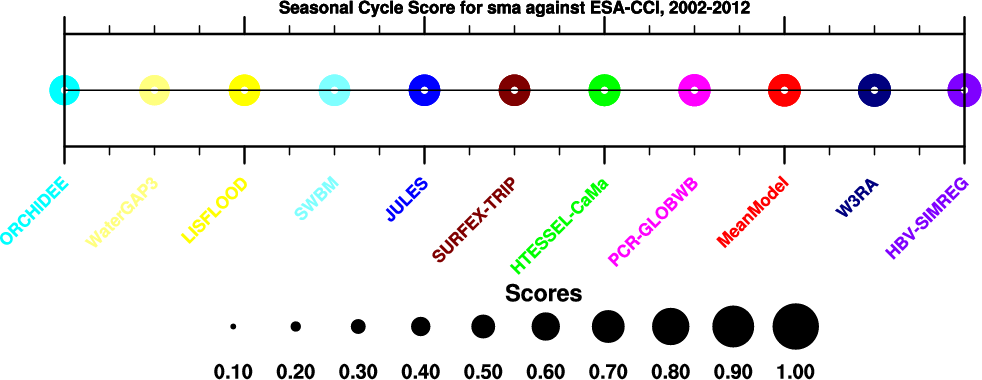 Seasonal Cycle Score for sma against ESA-CCI, 2002-2012
ORCHIDEE
WaterGAP3
LISFLOOD
SWBM
JULES
SURFEX-TRIP
HTESSEL-CaMa
PCR-GLOBWB
MeanModel
W3RA
HBV-SIMREG
Scores
0.10 0.20 0.30 0.40 0.50 0.60 0.70 0.80 0.90 1.00